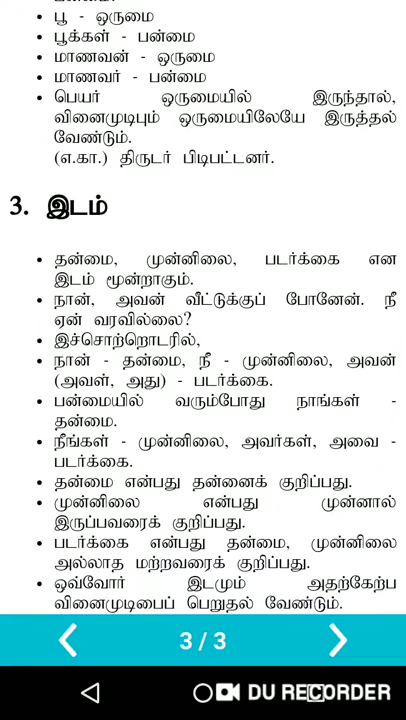 • பூ - ஒருமை
• பூக்கள் - பன்மை
• மாணவன் - ஒருமை
• மாணவர் - பன்மை
• பெயர் ஒருமையில் இருந்தால்,
வினைமுடிபும் ஒருமையிலேயே இருத்தல்
வேண்டும்.
(எ.கா.) திருடர் பிடிபட்டனர்.
3. இடம்
• தன்மை, முன்னிலை, படர்க்கை என
இடம் மூன்றாகும்.
• நான், அவன் வீட்டுக்குப் போனேன். நீ
ஏன் வரவில்லை?
• இச்சொற்றொடரில்,
• நான் - தன்மை, நீ - முன்னிலை, அவன்
(அவள், அது) - படர்க்கை.
• பன்மையில் வரும்போது நாங்கள் -
தன்மை.
• நீங்கள் - முன்னிலை, அவர்கள், அவை -
படர்க்கை.
• தன்மை என்பது தன்னைக் குறிப்பது.
• முன்னிலை என்பது முன்னால்
இருப்பவரைக் குறிப்பது.
• படர்க்கை என்பது தன்மை, முன்னிலை
அல்லாத மற்றவரைக் குறிப்பது.
• ஒவ்வோர் இடமும் அதற்கேற்ப
வினைமுடிபைப் பெறுதல் வேண்டும்.
3 / 3
DU RECORDER